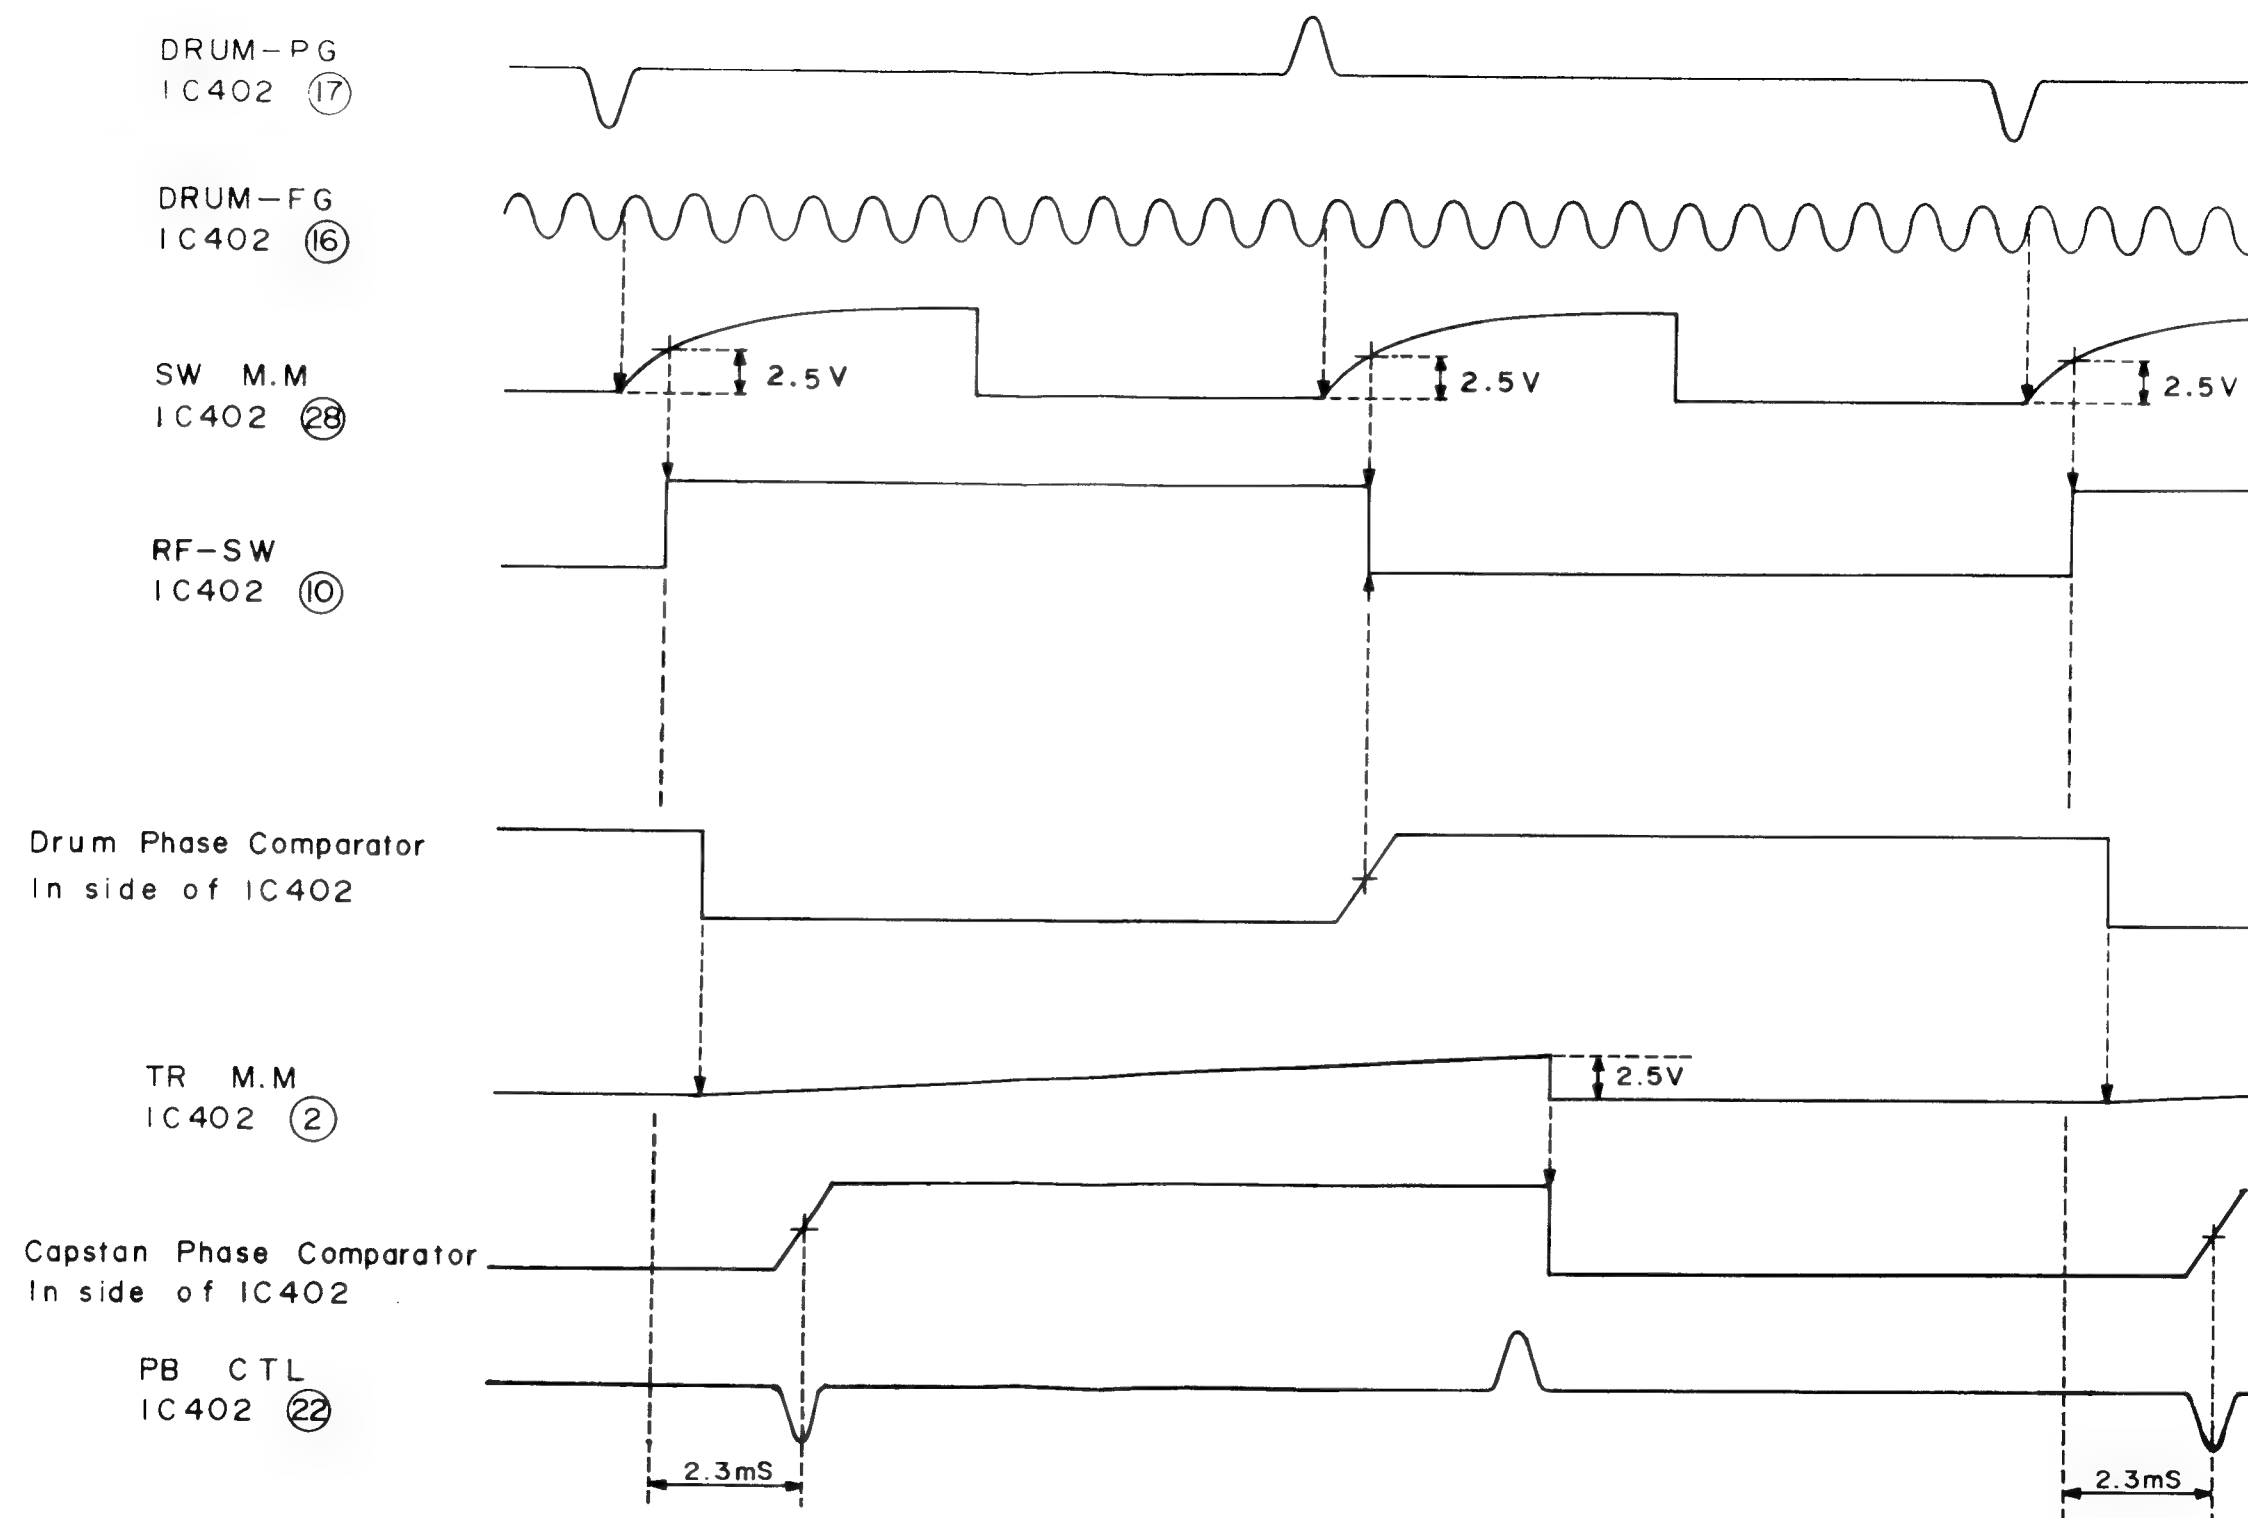 DRUM-PG
IC402 17
DRUM-FG
IC402 16
SW M.M
IC402 28
2.5V
2.5V
2.5V
RF-SW
IC402 10
Drum Phase Comparator
In side of IC402
TR M.M
IC402 2
2.5V
Capstan Phase Comparator
In side of IC402
PB CTL
IC402 22
2.3mS
2.3mS